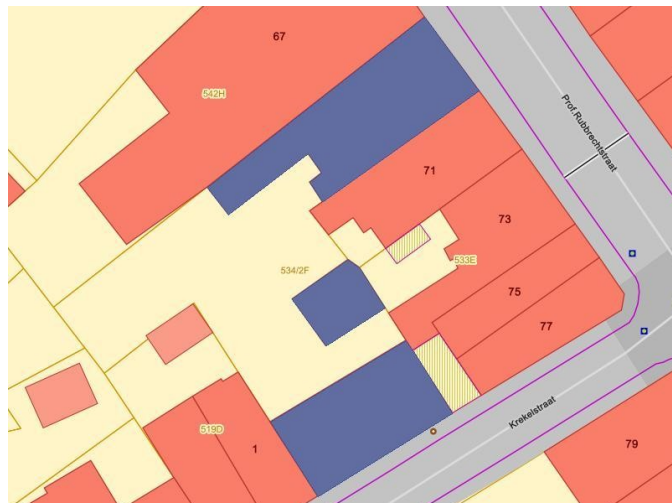 67
542H
Prof.Rubbrechtstraat
71
73
533E
534/2F
75
77
Krekelstraat
519D
1
79